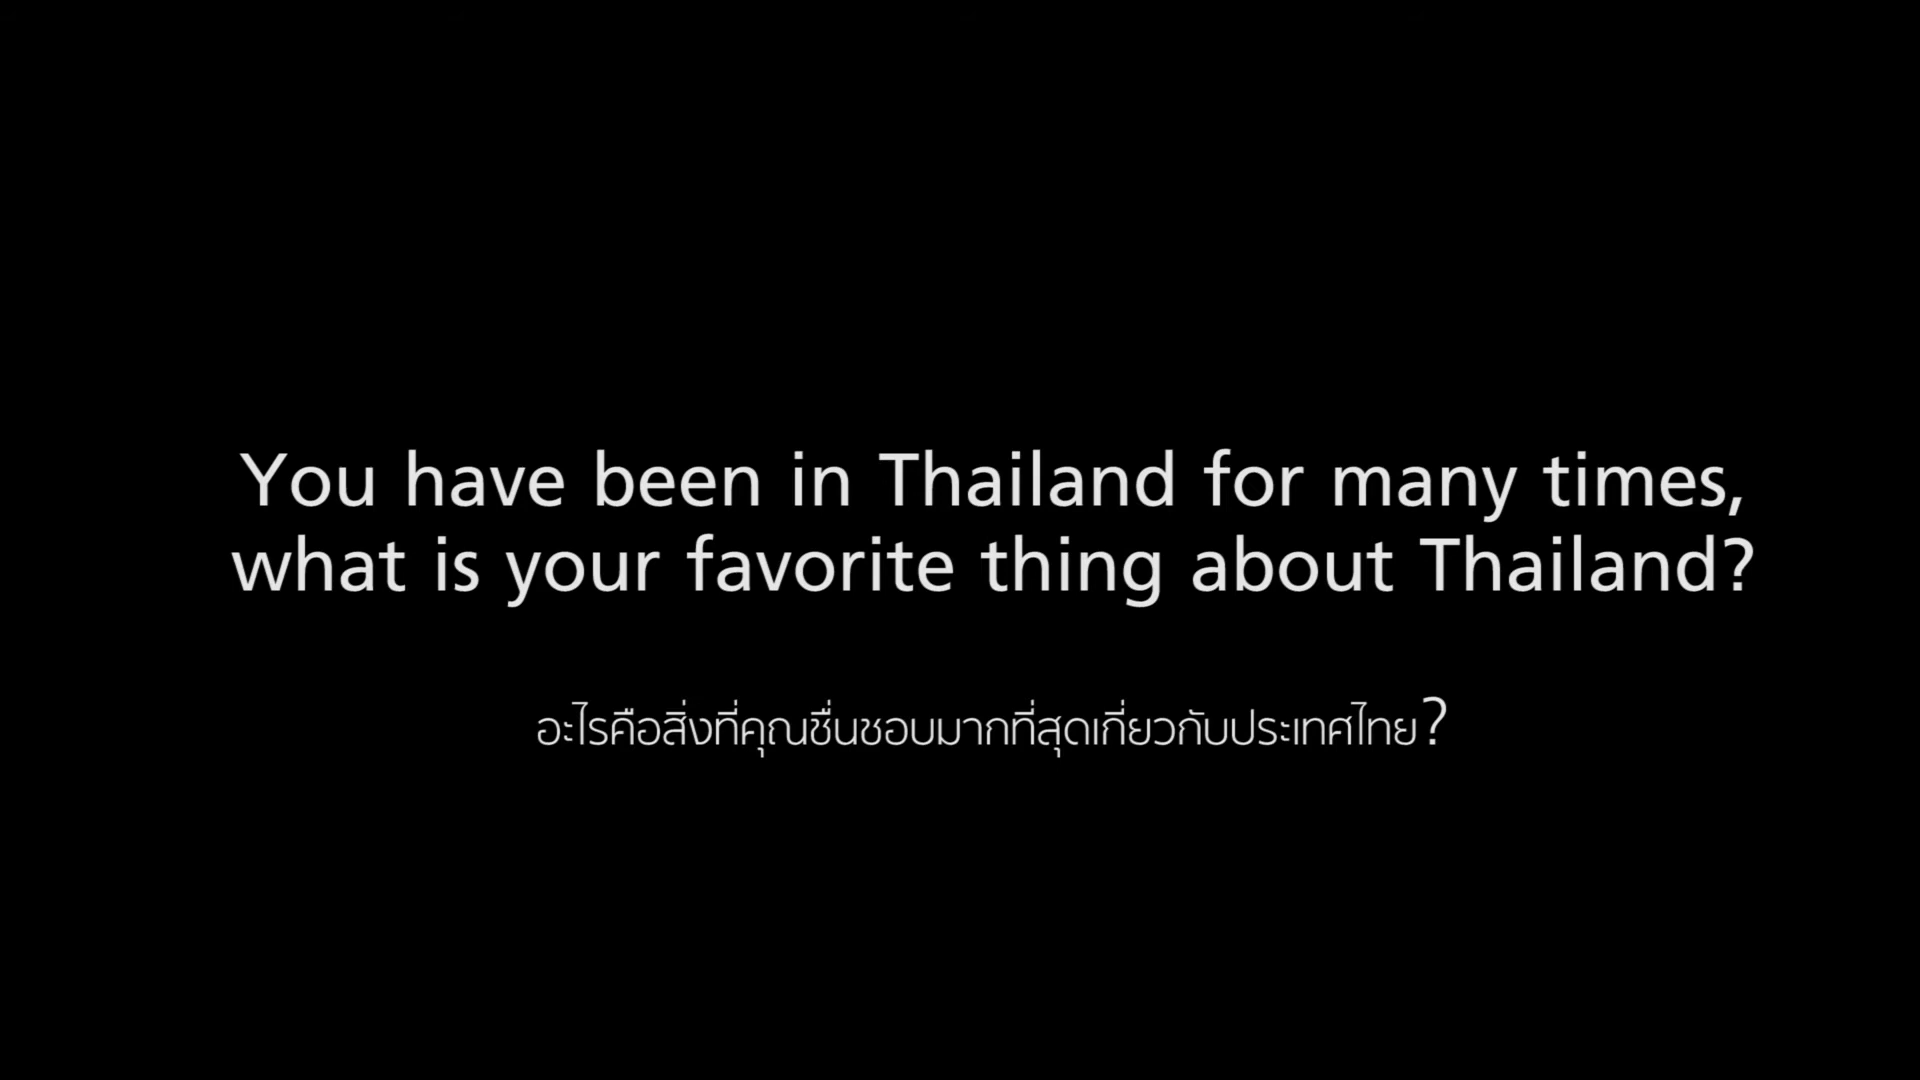 You have been in Thailand for many times,
what is your favorite thing about Thailand?
อะไรคือสิ่งที่คุณชื่นชอบมากที่สุดเกี่ยวกับประเทศไทย?